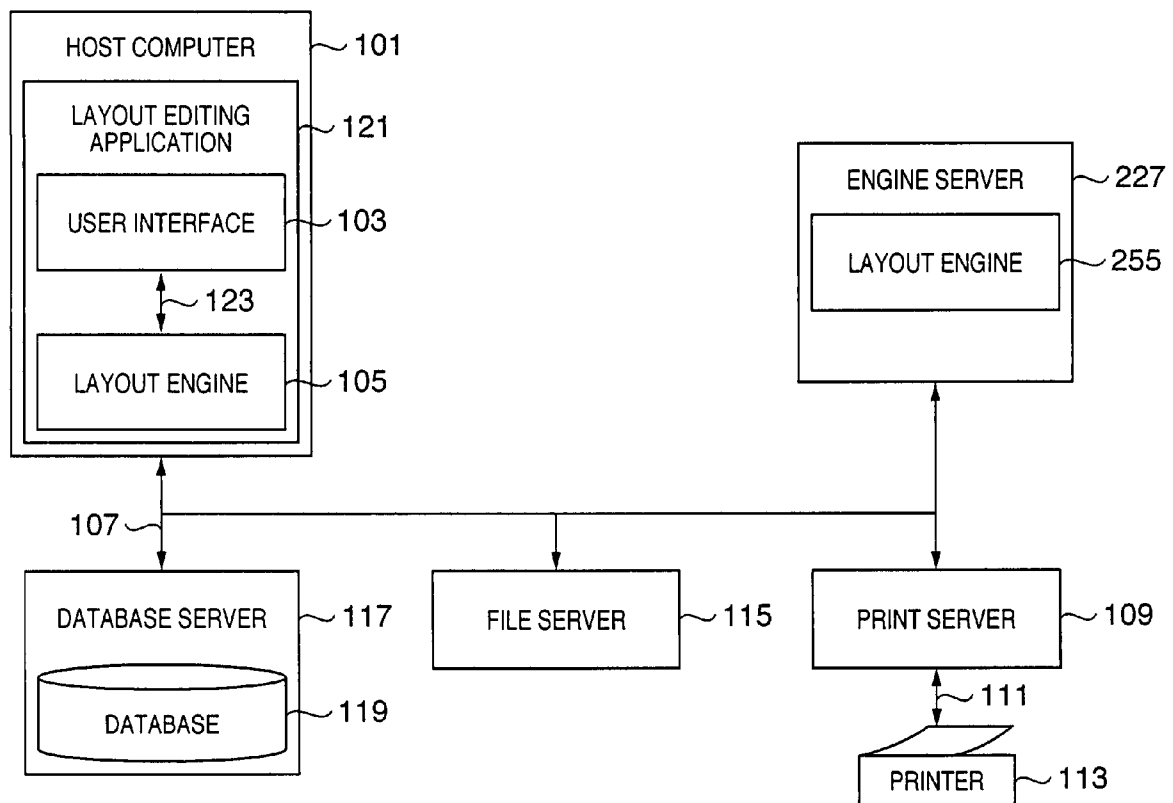 HOST COMPUTER
101
LAYOUT EDITING
APPLICATION
121
USER INTERFACE
103
123
LAYOUT ENGINE
105
ENGINE SERVER
227
LAYOUT ENGINE
255
107
DATABASE SERVER
117
DATABASE
119
FILE SERVER
115
PRINT SERVER
109
111
PRINTER
113